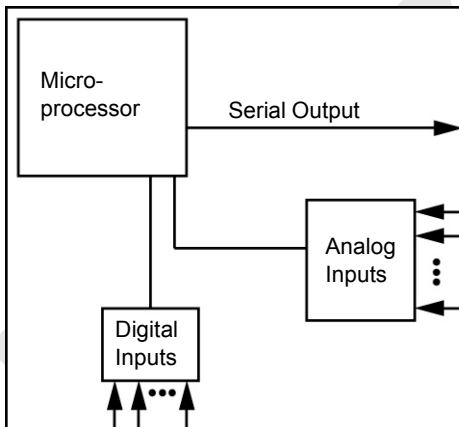 Micro-
processor
Serial Output
Analog
Inputs
Digital
Inputs